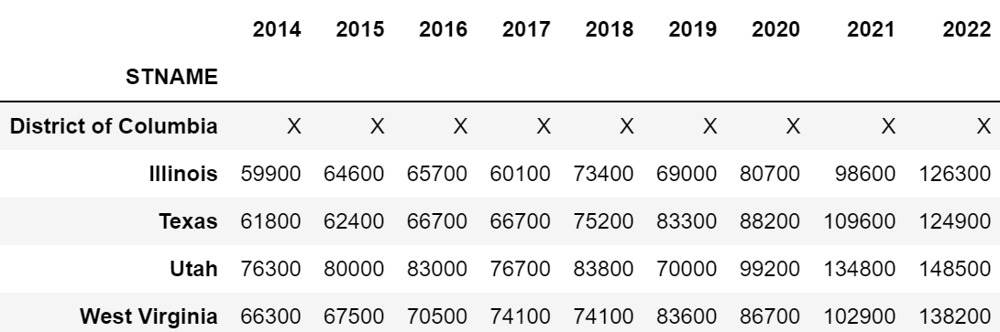 2014 2015 2016 2017 2018 2019 2020 2021 2022
STNAME
District of Columbia X X X X X X X X X
Illinois 59900 64600 65700 60100 73400 69000 80700 98600 126300
Texas 61800 62400 66700 66700 75200 83300 88200 109600 124900
Utah 76300 80000 83000 76700 83800 70000 99200 134800 148500
West Virginia 66300 67500 70500 74100 74100 83600 86700 102900 138200